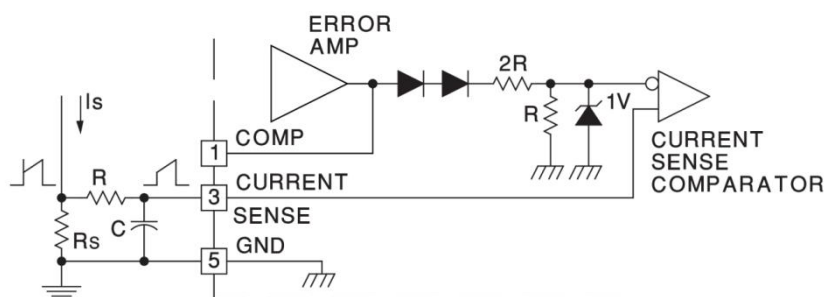 ERROR
AMP
2R
1V
R
Is
1
COMP
CURRENT
SENSE
COMPARATOR
R
3
CURRENT
SENSE
C
Rs
5
GND